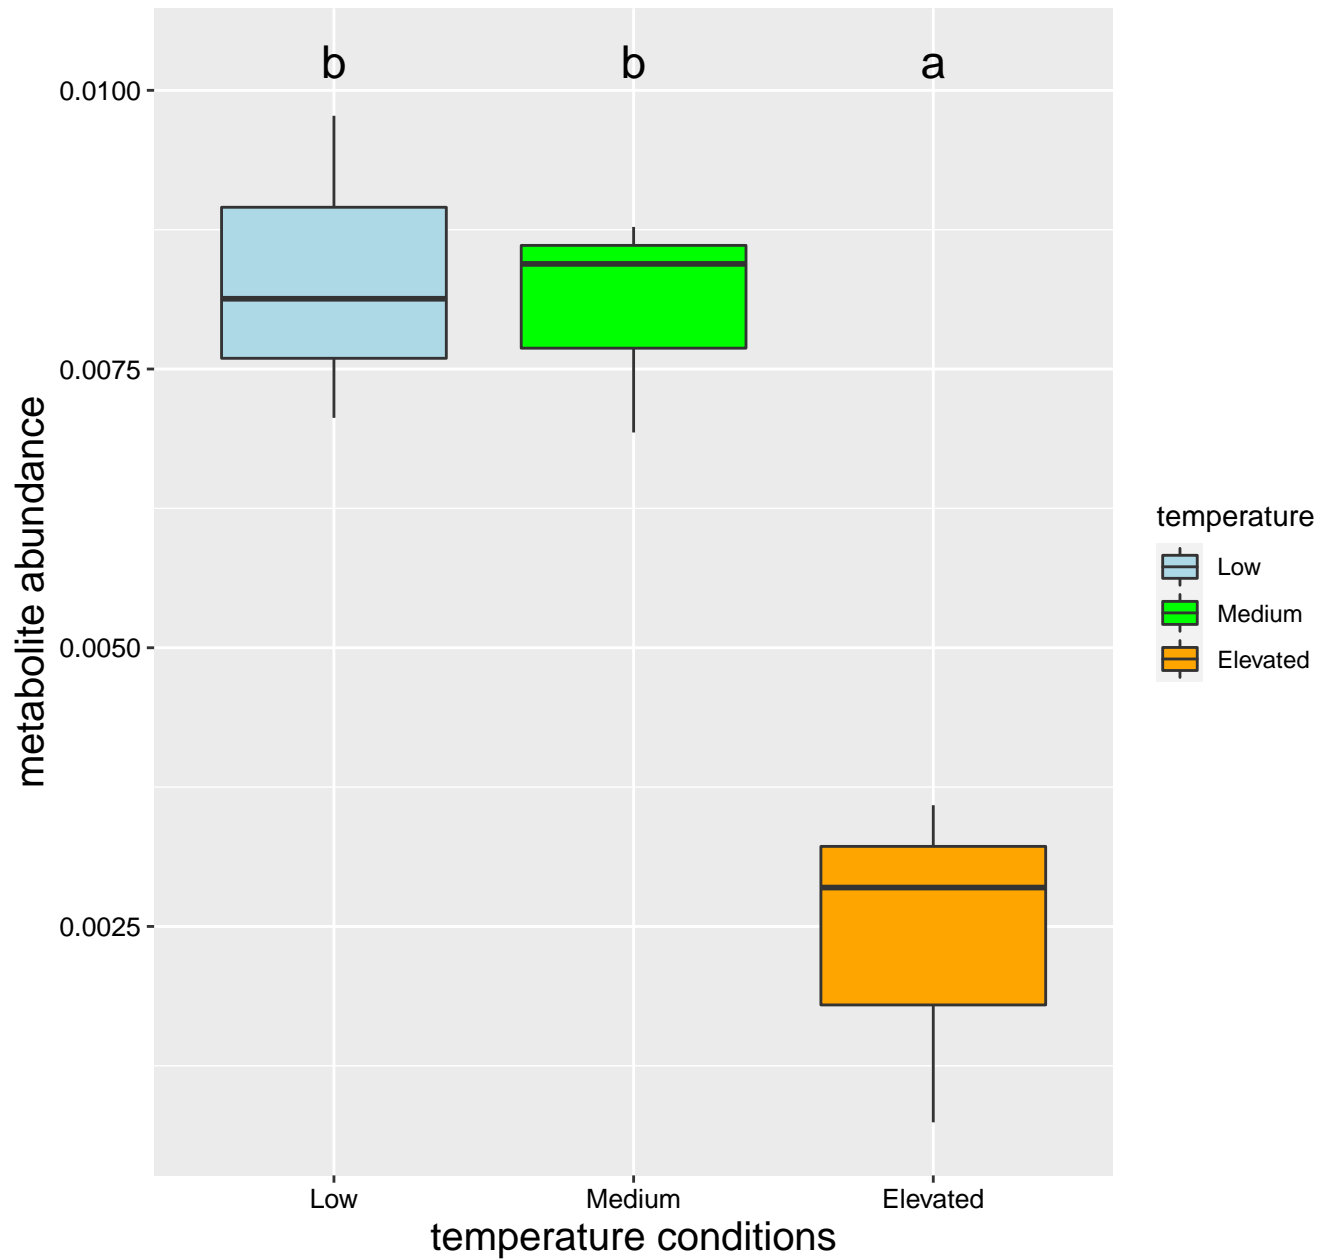 b b a
0.0100
0.0075
0.0050
0.0025
metabolite abundance
Low Medium Elevated
temperature conditions
temperature
Low
Medium
Elevated